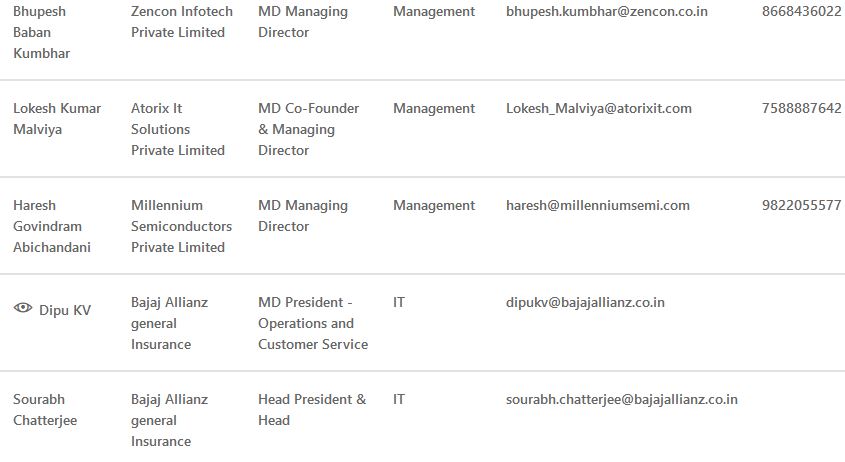 Bhupesh Zencon Infotech MD Managing Management bhupesh.kumbhar@zencon.co.in 8668436022
Baban Private Limited Director
Kumbhar
Lokesh Kumar Atorix It MD Co-Founder Management Lokesh_Malviya@atorixit.com 7588887642
Malviya Solutions & Managing
Private Limited Director
Haresh Millennium MD Managing Management haresh@millenniumsemi.com 9822055577
Govindram Semiconductors Director
Abichandani Private Limited
Dipu KV Bajaj Allianz MD President - IT dipukv@bajajallianz.co.in
general Operations and
Insurance Customer Service
Sourabh Bajaj Allianz Head President & IT sourabh.chatterjee@bajajallianz.co.in
Chatterjee general Head
Insurance